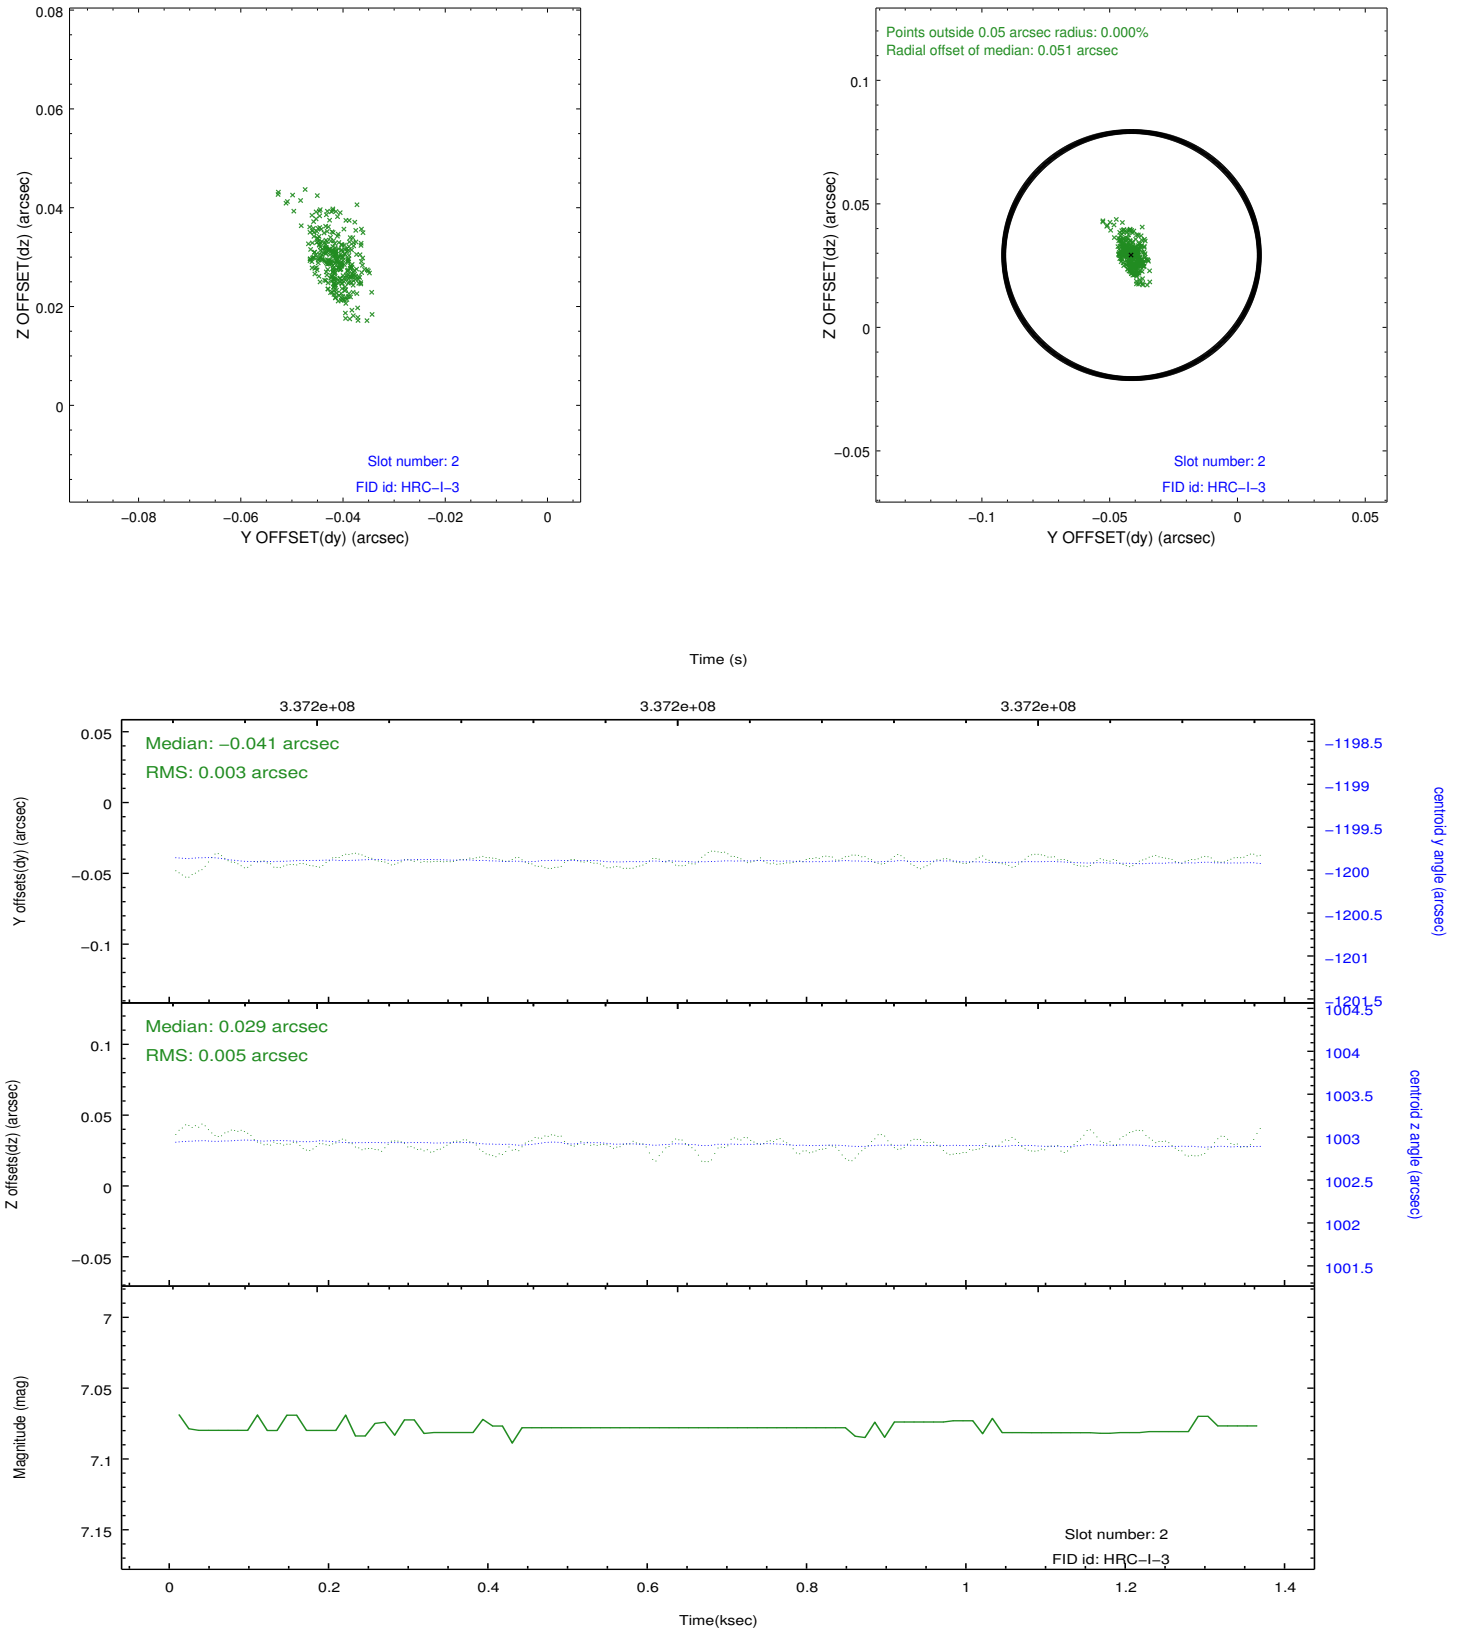 0.08
0.06
0.04
0.02
0
Z OFFSET(dz) (arcsec)
Slot number: 2
FID id: HRC−I−3
−0.08
−0.06
−0.04
−0.02
0
Y OFFSET(dy) (arcsec)
Points outside 0.05 arcsec radius: 0.000%
Radial offset of median: 0.051 arcsec
0.1
0.05
0
−0.05
Z OFFSET(dz) (arcsec)
Slot number: 2
FID id: HRC−I−3
−0.1
−0.05
0
0.05
Y OFFSET(dy) (arcsec)
Time (s)
3.372e+08
3.372e+08
3.372e+08
Median: −0.041 arcsec
RMS: 0.003 arcsec
0.05
0
−0.05
−0.1
Y offsets(dy) (arcsec)
−1198.5
−1199
−1199.5
−1200
−1200.5
−1201
−1201.5
centroid y angle (arcsec)
Median: 0.029 arcsec
RMS: 0.005 arcsec
0.1
0.05
0
−0.05
Z offsets(dz) (arcsec)
1004.5
1004
1003.5
1003
1002.5
1002
1001.5
centroid z angle (arcsec)
7
7.05
7.1
7.15
Magnitude (mag)
Slot number: 2
FID id: HRC−I−3
0
0.2
0.4
0.6
0.8
1
1.2
1.4
Time(ksec)